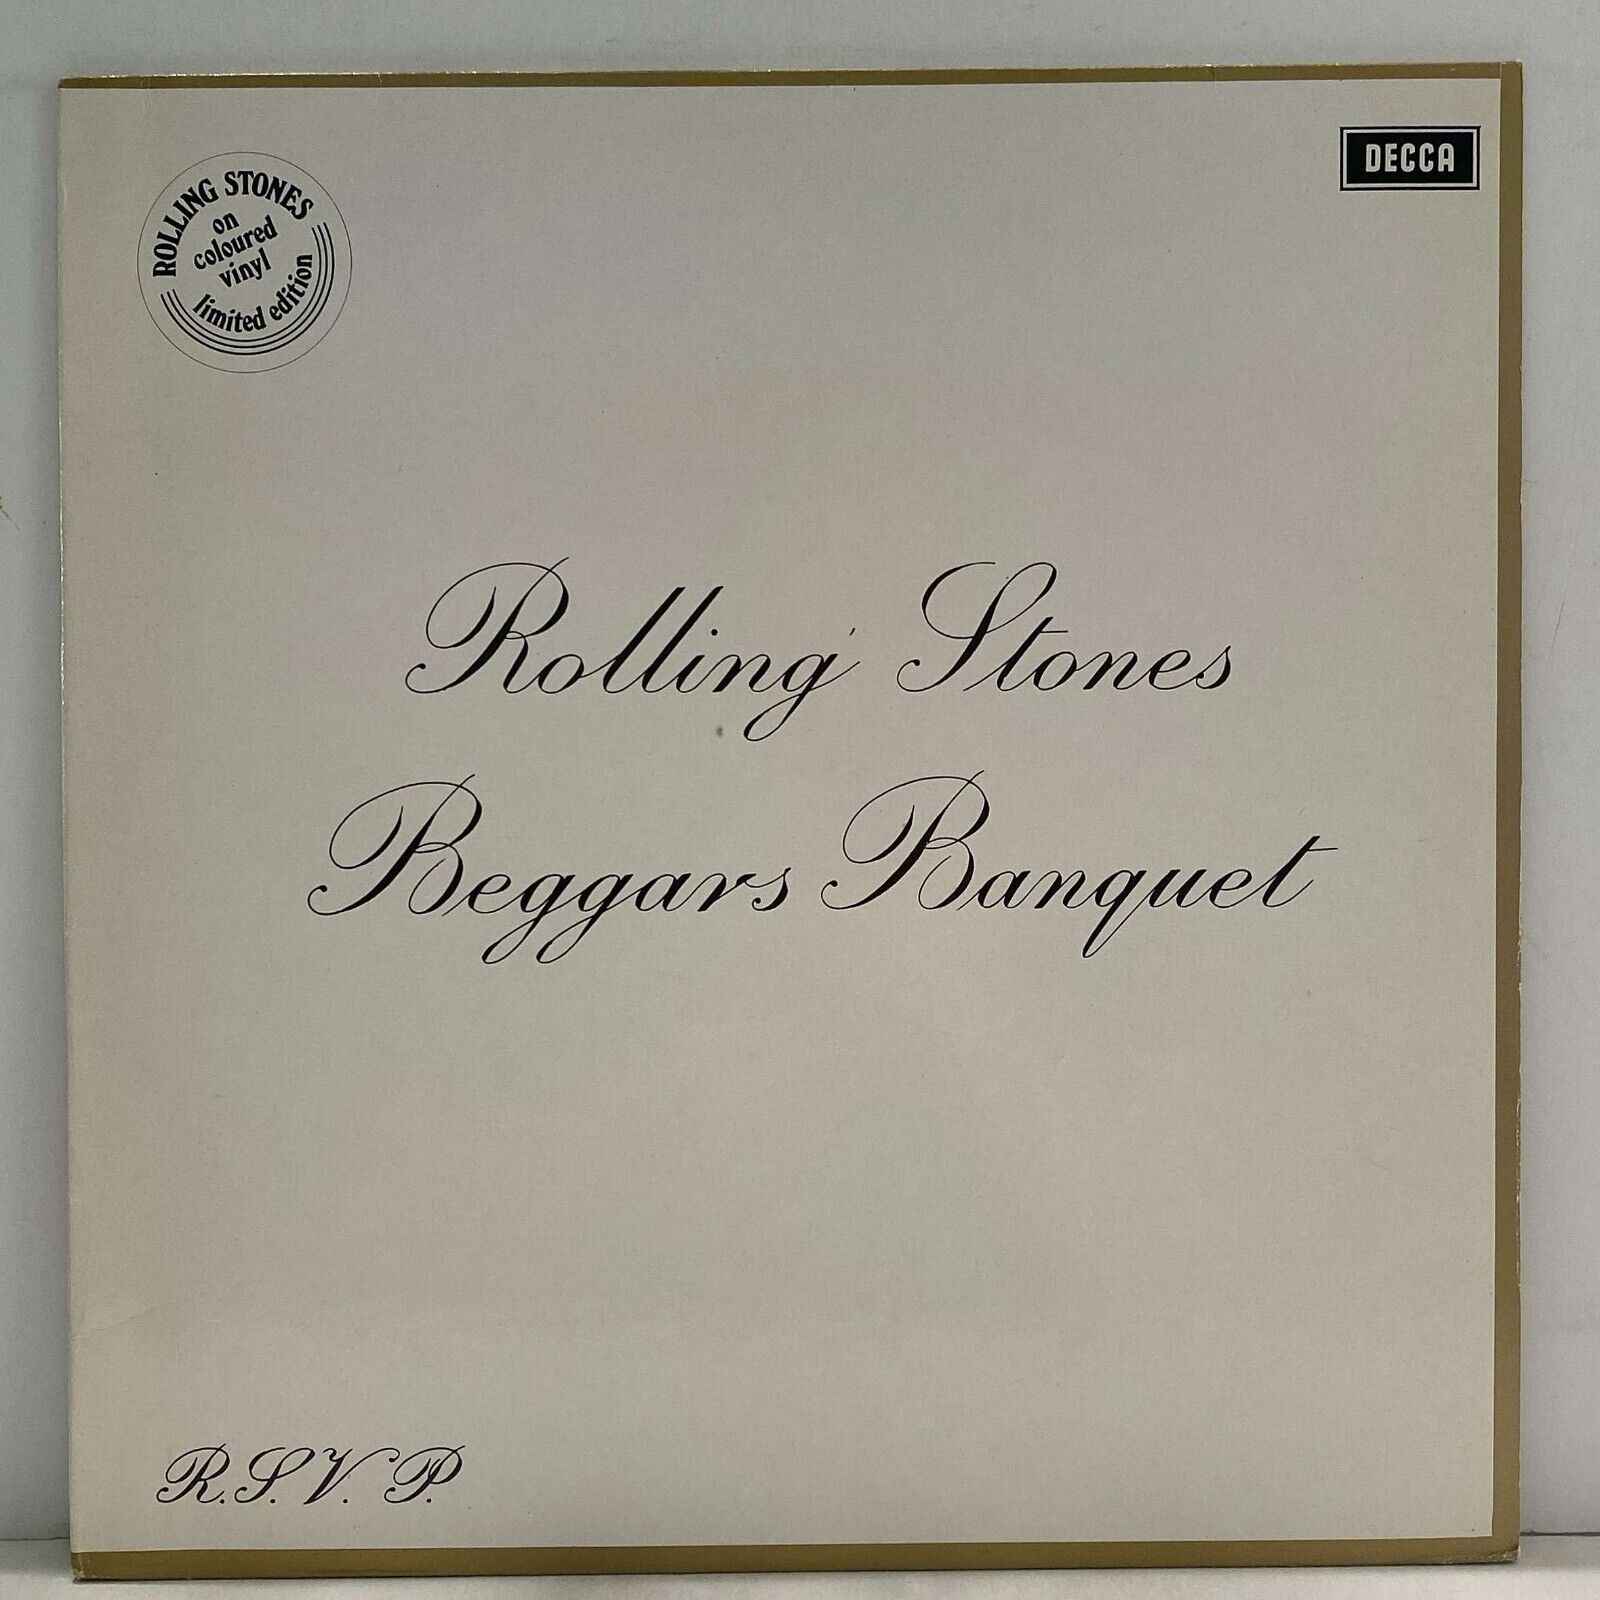 DECCA
ROLLING STONES
on
coloured
vinyl
limited edition
Rolling Stones
Beggars Banquet
R.S.V.P.